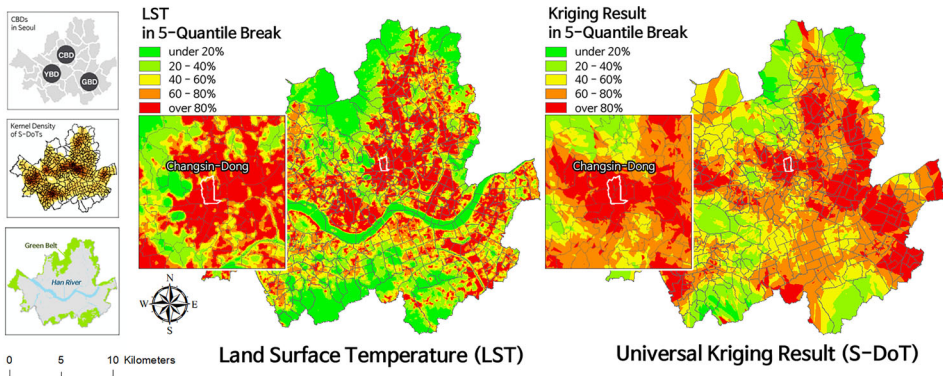 CBDs
in Seoul
CBD
YBD
GBD
Kernel Density
of S-DoTs
Green Belt
Han River
0 5 10 Kilometers
LST
in 5-Quantile Break
under 20%
20 - 40%
40 - 60%
60 - 80%
over 80%
Changsin-Dong
N
W E
S
Land Surface Temperature (LST)
Kriging Result
in 5-Quantile Break
under 20%
20 - 40%
40 - 60%
60 - 80%
over 80%
Changsin-Dong
Universal Kriging Result (S-DoT)